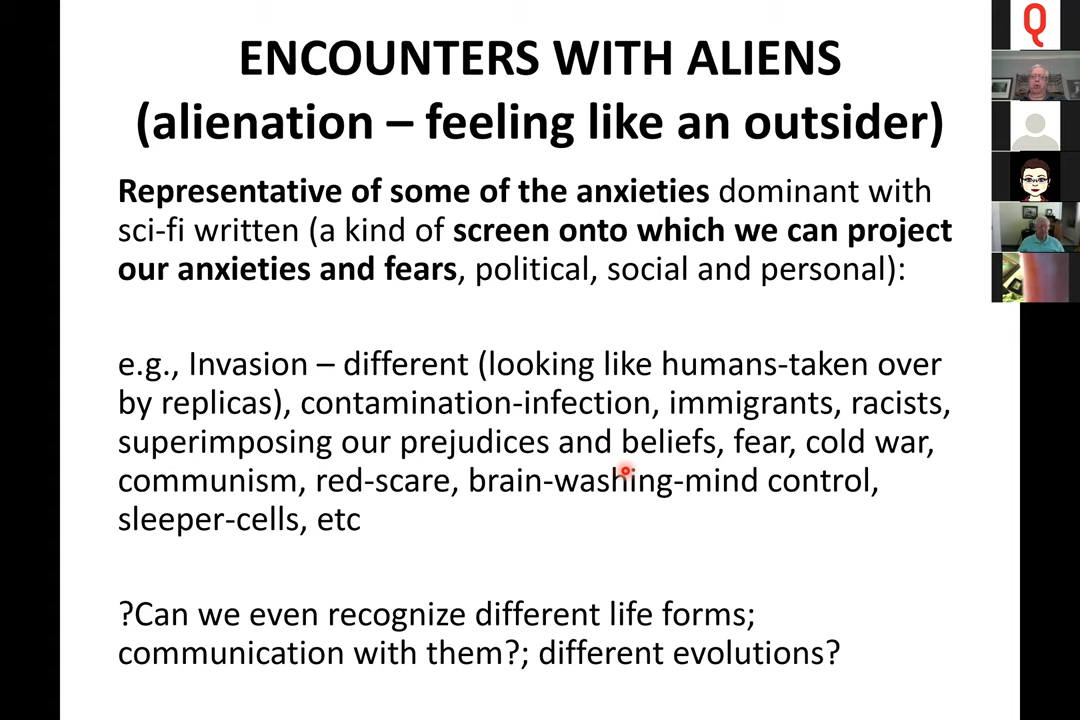 ENCOUNTERS WITH ALIENS
(alienation – feeling like an outsider)
Representative of some of the anxieties dominant with
sci-fi written (a kind of screen onto which we can project
our anxieties and fears, political, social and personal):
e.g., Invasion – different (looking like humans-taken over
by replicas), contamination-infection, immigrants, racists,
superimposing our prejudices and beliefs, fear, cold war,
communism, red-scare, brain-washing-mind control,
sleeper-cells, etc
?Can we even recognize different life forms;
communication with them?; different evolutions?
Q